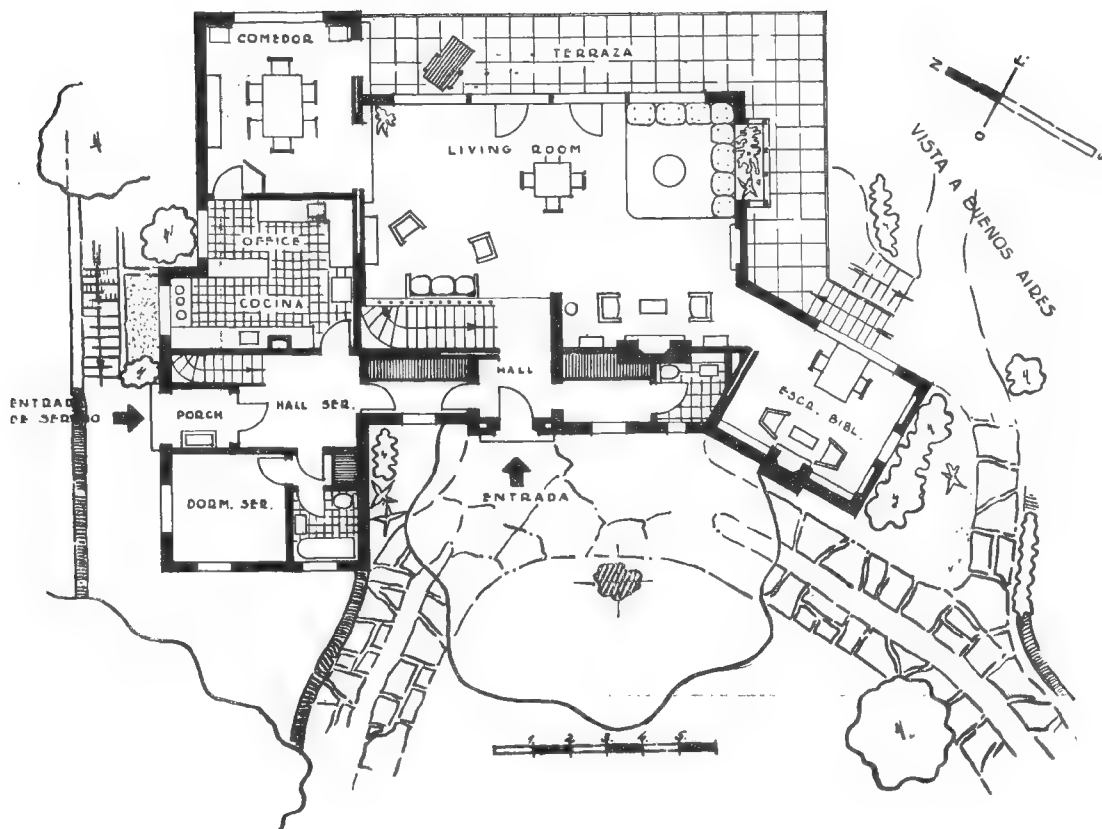 COMEDOR
TERRAZA
N
E.
O
S
VISTA A BUENOS AIRES
LIVING ROOM
OFFICE
COCINA
HALL
ENTRADA
DE SERVICIO
PORCH
HALL SER.
ESCR. BIBL.
DORM. SER.
ENTRADA
1.
2.
3.
4.
5.